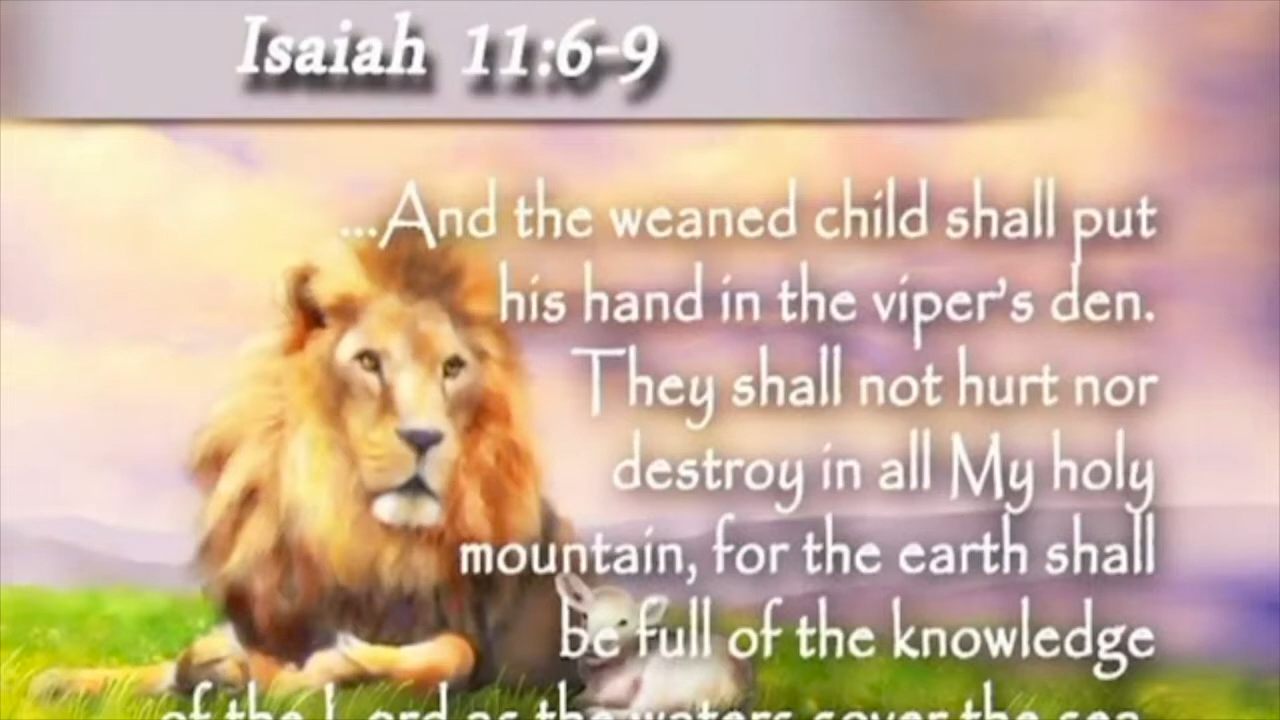 Isaiah 11:6-9
...And the weaned child shall put
his hand in the viper's den.
They shall not hurt nor
destroy in all My holy
mountain, for the earth shall
be full of the knowledge
of the Lord as the waters cover the sea.